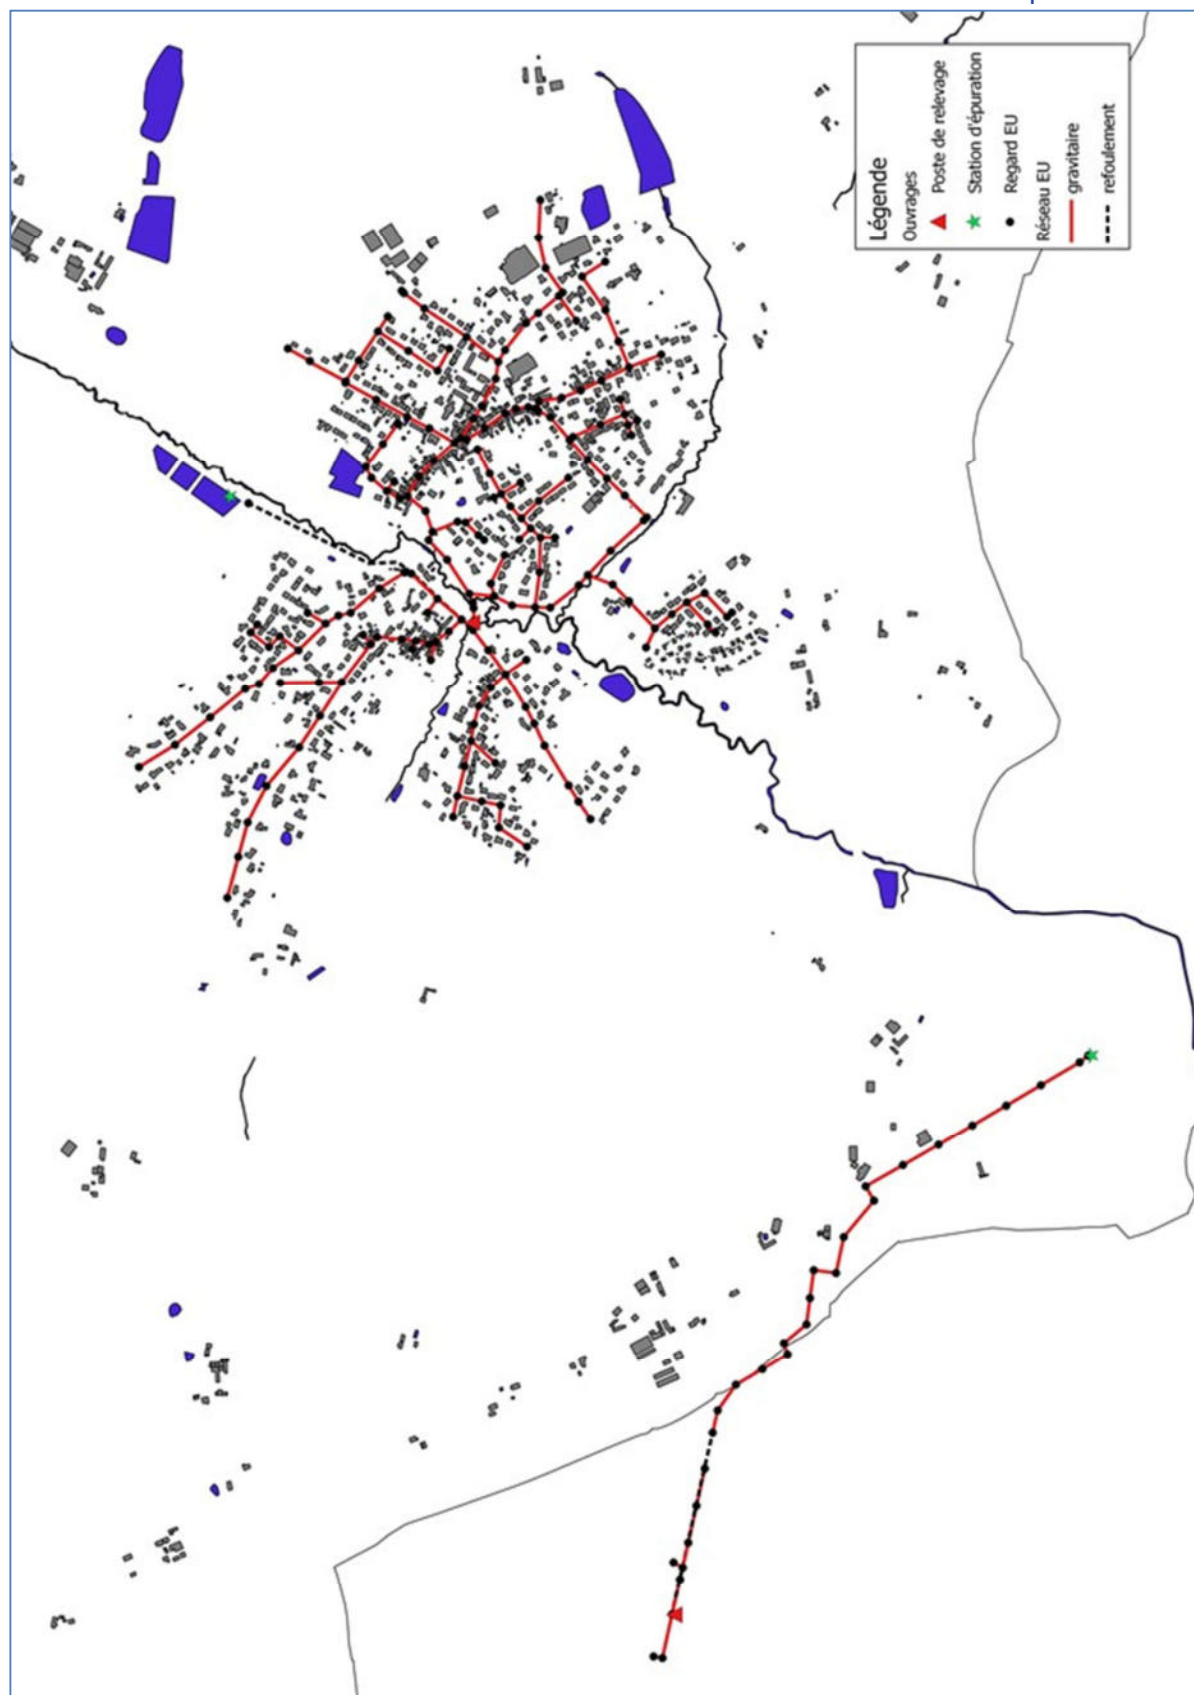 Légende
Ouvrages
Poste de relevage
Station d'épuration
Regard EU
Réseau EU
gravitaire
refoulement